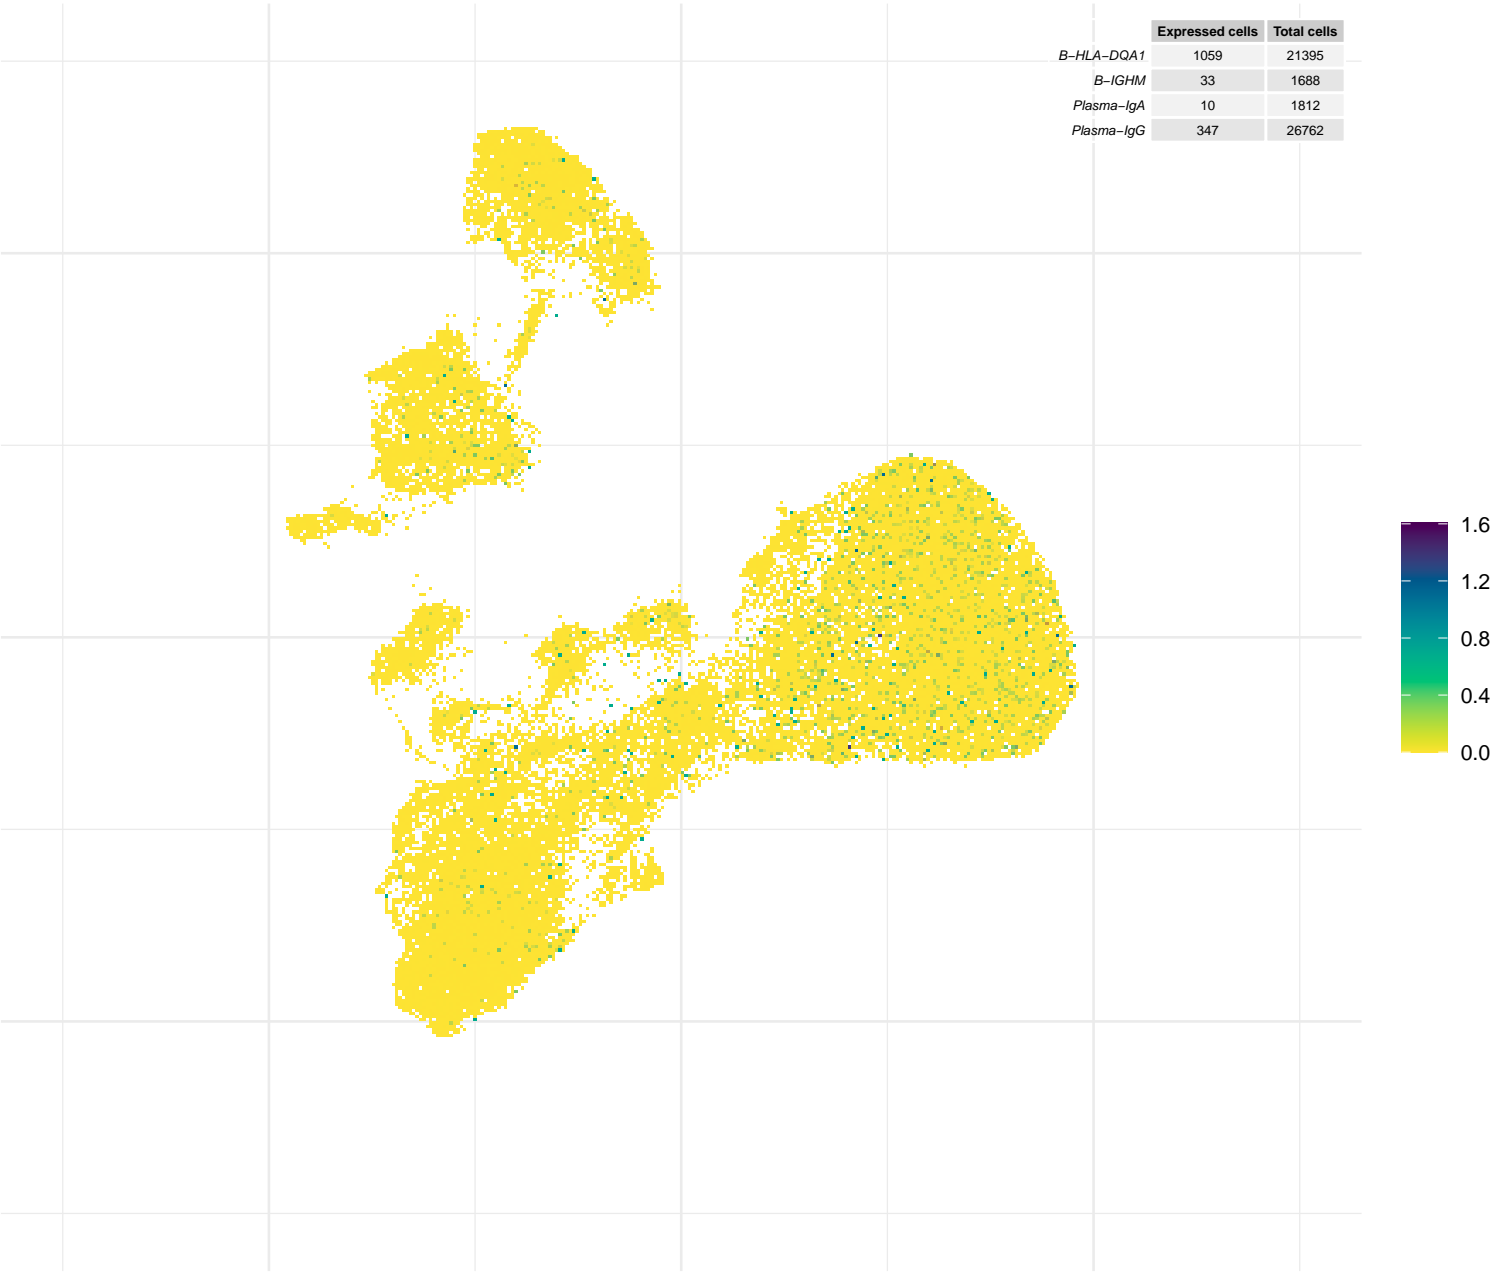 Expressed cells Total cells
B–HLA–DQA1 1059 21395
B–IGHM 33 1688
Plasma–IgA 10 1812
Plasma–IgG 347 26762
1.6
1.2
0.8
0.4
0.0